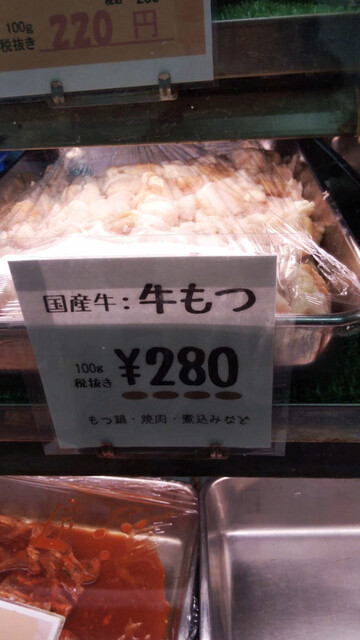 100g
税抜き 220 円
国産牛：牛もつ
100g
税抜き ¥280
もつ鍋・焼肉・煮込みなど